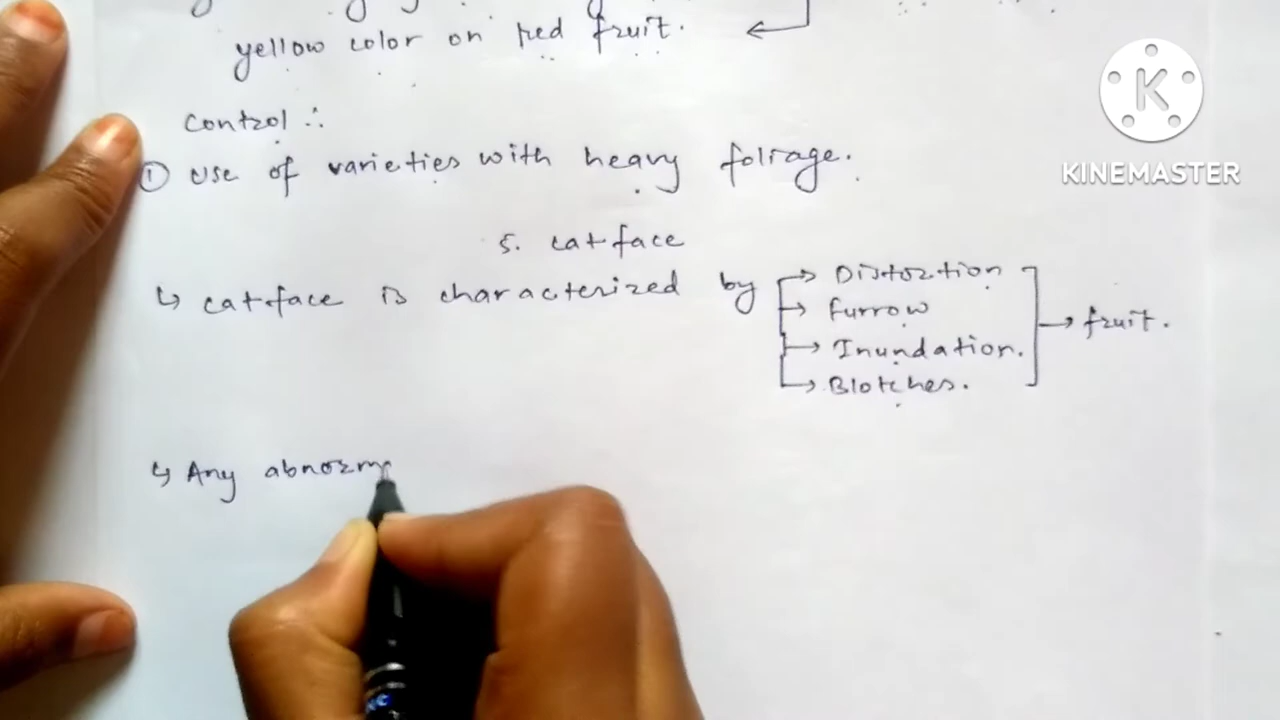 yellow color on red fruit.
Control ∴
① Use of varieties with heavy foliage.
5. catface
↳ catface is characterized by
→ Distortion
→ furrow
→ Inundation.
→ Blotches.
→ fruit.
↳ Any abnorma
K
KINEMASTER